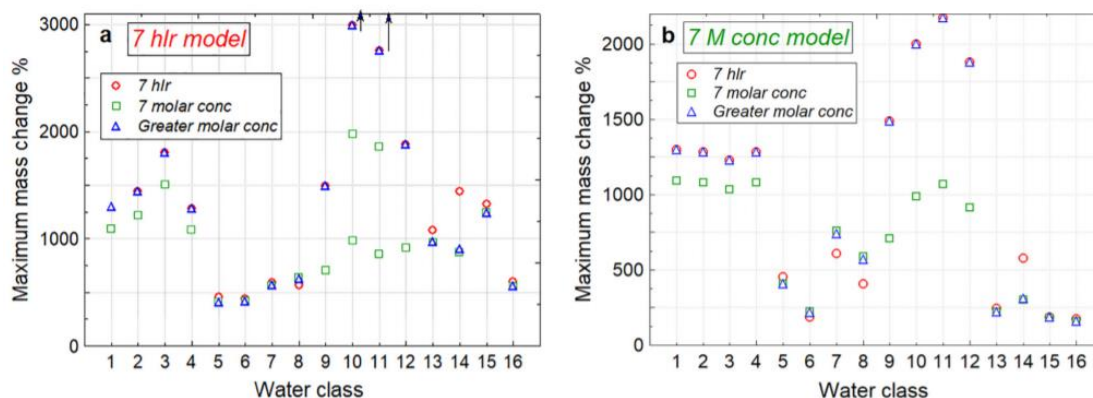 a
7 hlr model
7 hlr
7 molar conc
Greater molar conc
Maximum mass change %
3000
2000
1000
0
1 2 3 4 5 6 7 8 9 10 11 12 13 14 15 16
Water class
b
7 M conc model
7 hlr
7 molar conc
Greater molar conc
Maximum mass change %
2000
1500
1000
500
0
1 2 3 4 5 6 7 8 9 10 11 12 13 14 15 16
Water class